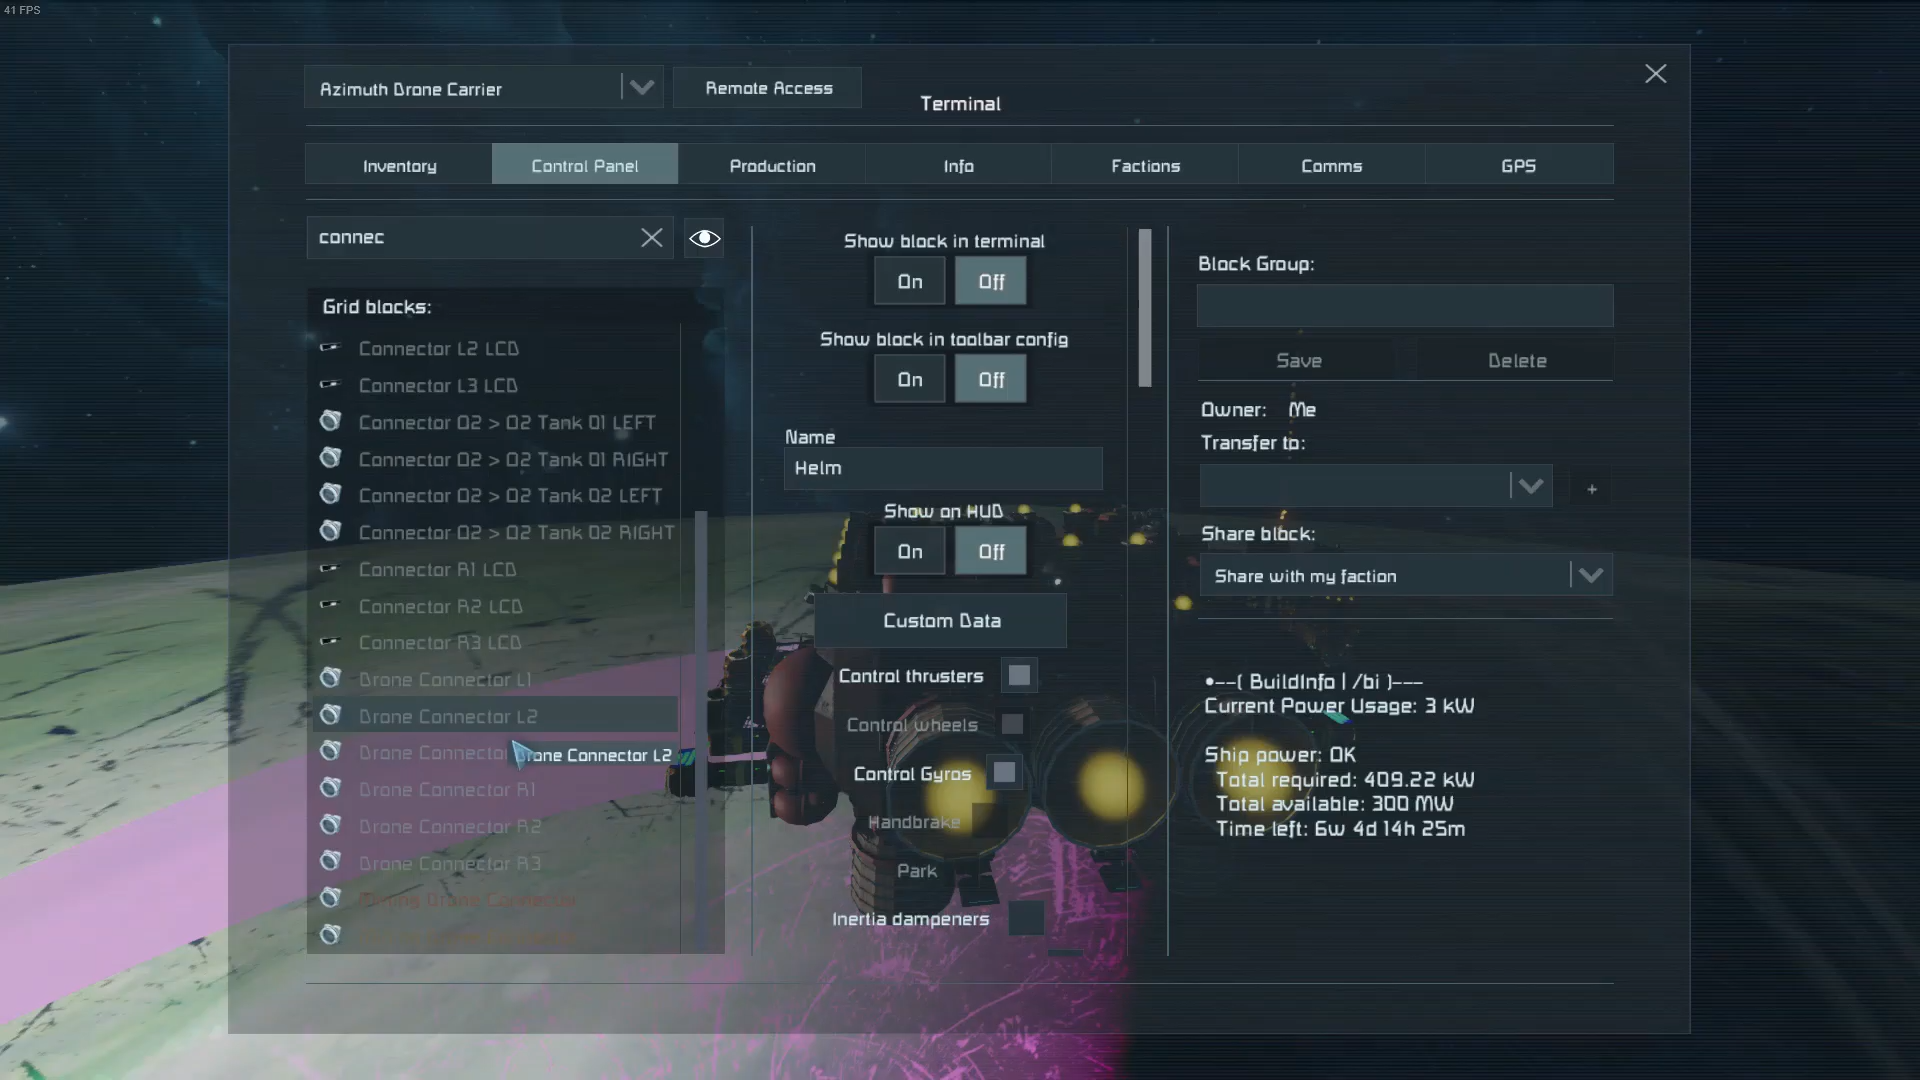 41 FPS
Azimuth Drone Carrier
Remote Access
Terminal
Inventory
Control Panel
Production
Info
Factions
Comms
GPS
connec
Grid blocks:
Connector L2 LCD
Connector L3 LCD
Connector O2 > O2 Tank 01 LEFT
Connector O2 > O2 Tank 01 RIGHT
Connector O2 > O2 Tank 02 LEFT
Connector O2 > O2 Tank 02 RIGHT
Connector R1 LCD
Connector R2 LCD
Connector R3 LCD
Drone Connector L1
Drone Connector L2
Drone Connector
Drone Connector L2
Drone Connector R1
Drone Connector R2
Drone Connector R3
Drone Connector
Show block in terminal
On
Off
Show block in toolbar config
On
Off
Name
Helm
Show on HUD
On
Off
Custom Data
Control thrusters
Control wheels
Control Gyros
Handbrake
Park
Inertia dampeners
Block Group:
Save
Delete
Owner: Me
Transfer to:
+
Share block:
Share with my faction
•--( BuildInfo | /bi )---
Current Power Usage: 3 kW
Ship power: OK
Total required: 409.22 kW
Total available: 300 MW
Time left: 6w 4d 14h 25m